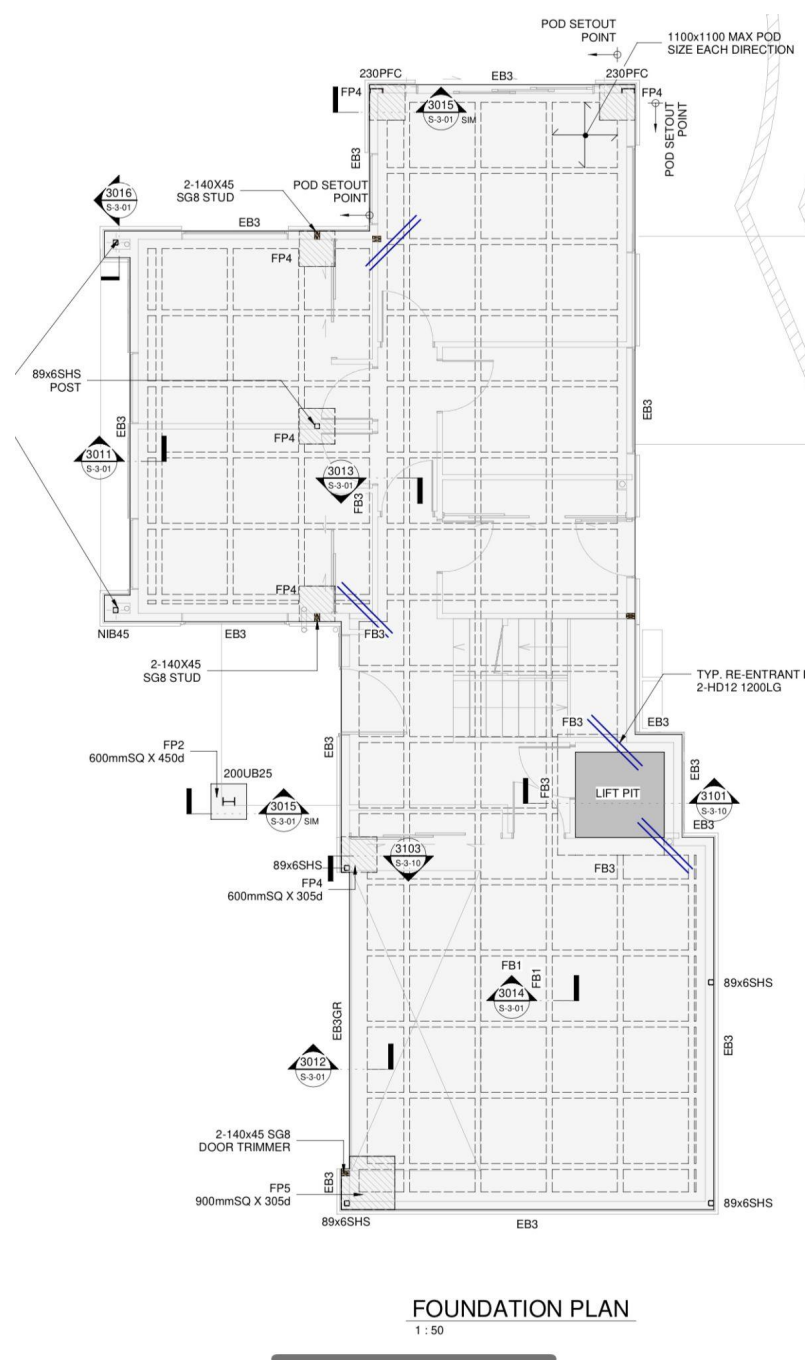 POD SETOUT
POINT
1100x1100 MAX POD
SIZE EACH DIRECTION
230PFC
EB3
230PFC
FP4
3015
S-3-01
SIM
FP4
POD SETOUT
POINT
EB3
2-140X45
SG8 STUD
POD SETOUT
POINT
3016
S-3-01
EB3
FP4
89x6SHS
POST
EB3
FP4
EB3
3011
S-3-01
3013
S-3-01
FB3
FP4
NIB45
EB3
FB3
2-140X45
SG8 STUD
TYP. RE-ENTRANT
2-HD12 1200LG
FB3
EB3
FP2
600mmSQ X 450d
EB3
200UB25
FB3
LIFT PIT
EB3
3101
S-3-10
3015
S-3-01
SIM
EB3
3103
S-3-10
89x6SHS
FP4
600mmSQ X 305d
FB3
FB1
FB1
3014
S-3-01
89x6SHS
EB3GR
EB3
3012
S-3-01
2-140x45 SG8
DOOR TRIMMER
EB3
FP5
900mmSQ X 305d
89x6SHS
89x6SHS
EB3
FOUNDATION PLAN
1 : 50